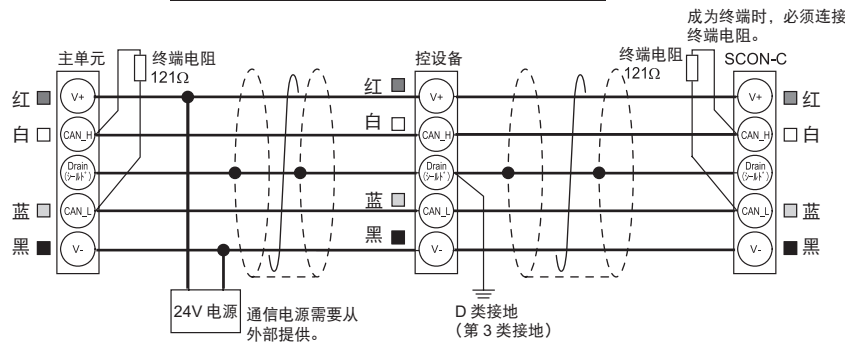 成为终端时，必须连接
终端电阻。
主单元
终端电阻
121Ω
控设备
终端电阻
121Ω
SCON-C
红
V+
红
V+
V+
红
白
CAN_H
白
CAN_H
CAN_H
白
Drain
(ｼｰﾙﾄﾞ)
Drain
(ｼｰﾙﾄﾞ)
Drain
(ｼｰﾙﾄﾞ)
蓝
CAN_L
蓝
CAN_L
CAN_L
蓝
黑
V-
黑
V-
V-
黑
24V 电源
通信电源需要从
外部提供。
D 类接地
（第 3 类接地）